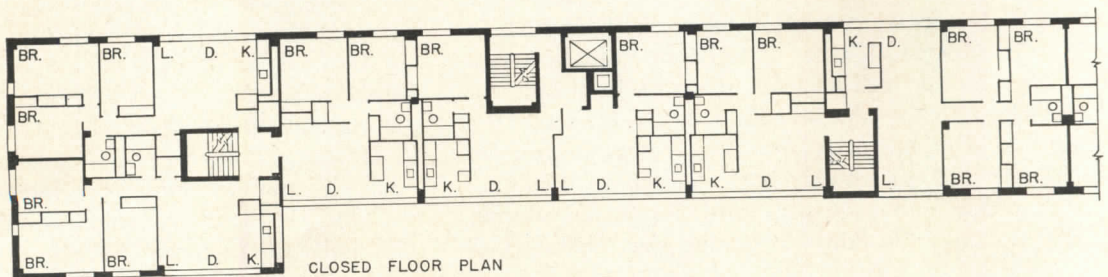 BR. BR. L. D. K. BR. BR. BR. BR. BR. BR. K. D. BR. BR.
BR.
BR.
L. D. K. K. D. L. L. D. K. K. D. L. L. BR. BR.
BR. BR. L. D. K.
CLOSED FLOOR PLAN